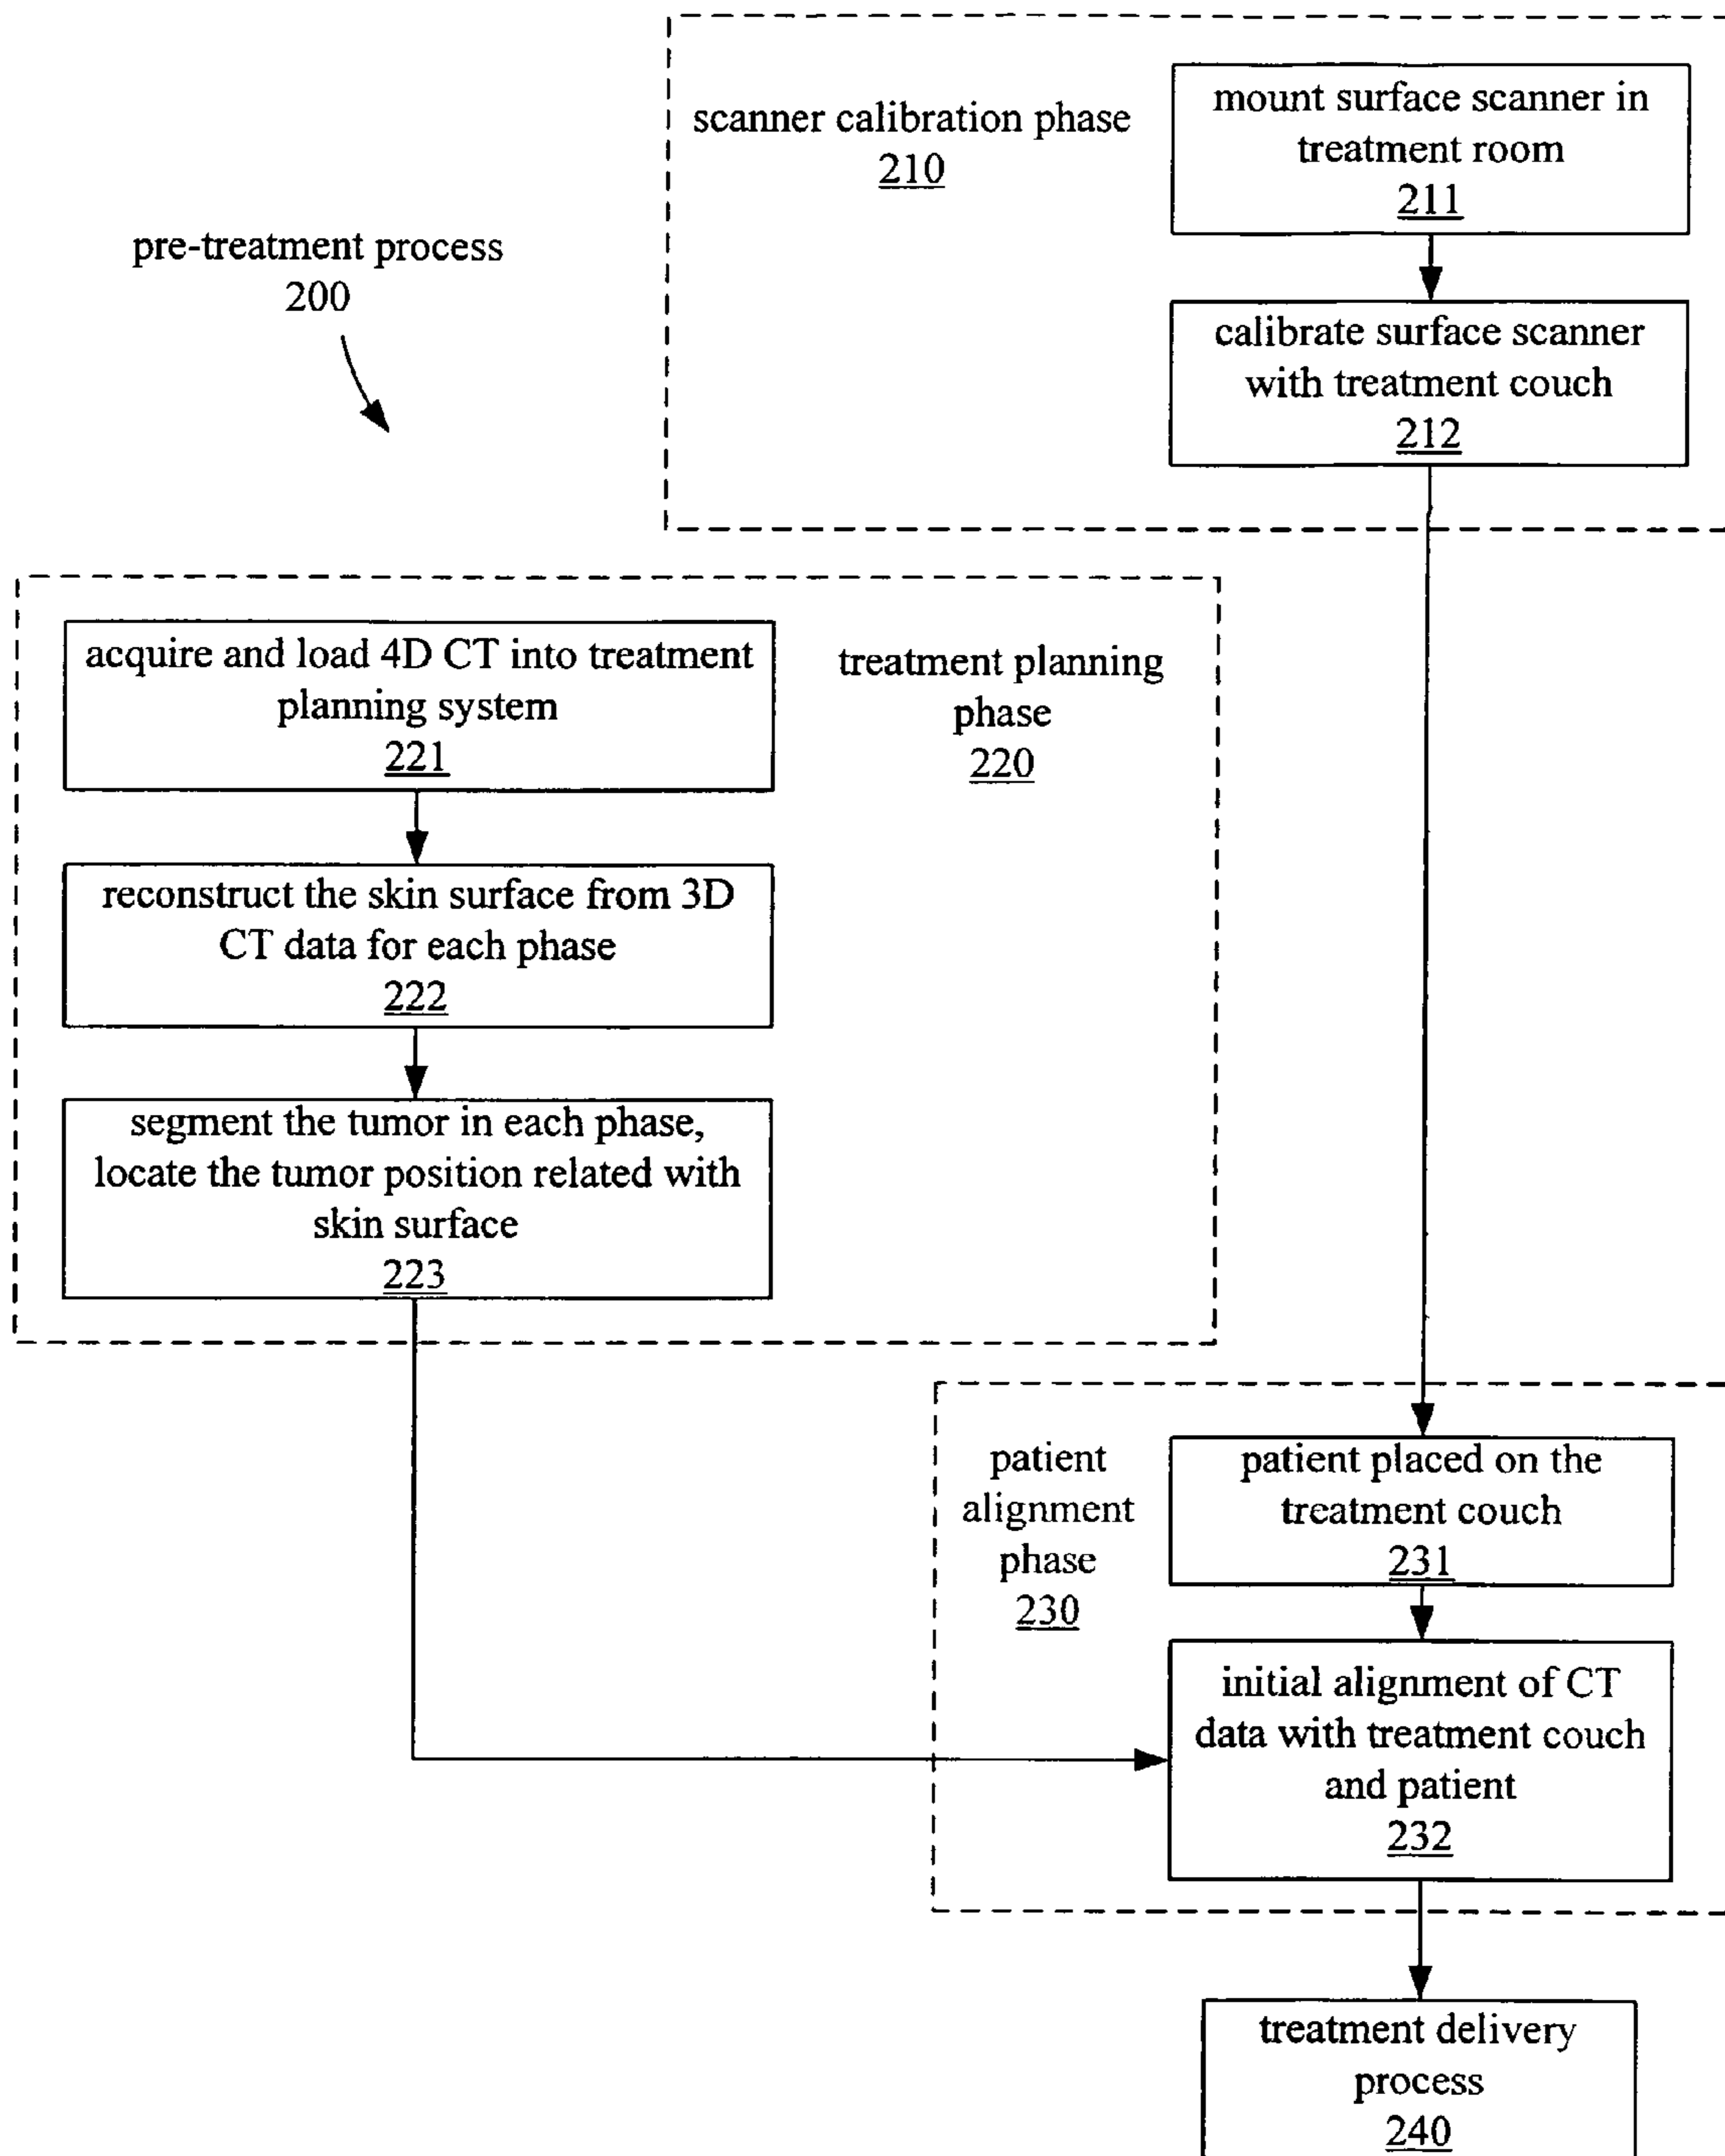 scanner calibration phase
210
mount surface scanner in
treatment room
211
pre-treatment process
200
calibrate surface scanner
with treatment couch
212
acquire and load 4D CT into treatment
planning system
221
treatment planning
phase
220
reconstruct the skin surface from 3D
CT data for each phase
222
segment the tumor in each phase,
locate the tumor position related with
skin surface
223
patient
alignment
phase
230
patient placed on the
treatment couch
231
initial alignment of CT
data with treatment couch
and patient
232
treatment delivery
process
240